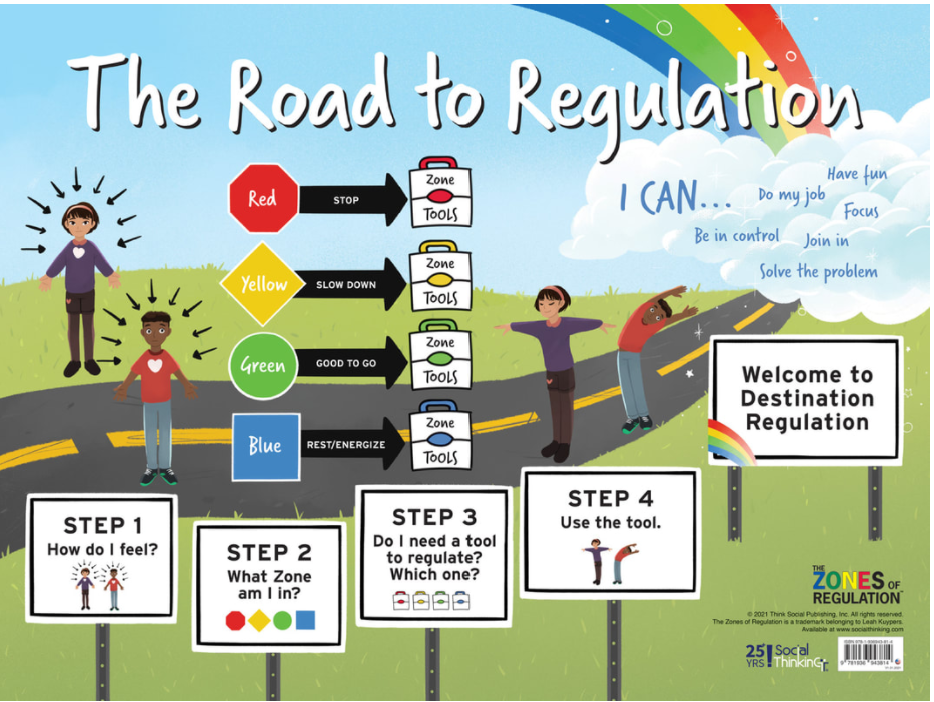 The Road to Regulation
Red
STOP
Zone
TOOLS
Yellow
SLOW DOWN
Zone
TOOLS
Green
GOOD TO GO
Zone
TOOLS
Blue
REST/ENERGIZE
Zone
TOOLS
I CAN...
Have fun
Do my job
Focus
Be in control
Join in
Solve the problem
Welcome to
Destination
Regulation
STEP 1
How do I feel?
STEP 2
What Zone
am I in?
STEP 3
Do I need a tool
to regulate?
Which one?
STEP 4
Use the tool.
THE
ZONES OF
REGULATION
© 2021 Think Social Publishing, Inc. All rights reserved.
The Zones of Regulation is a trademark belonging to Leah Kuypers.
Available at www.socialthinking.com
25 YRS
Social
Thinking